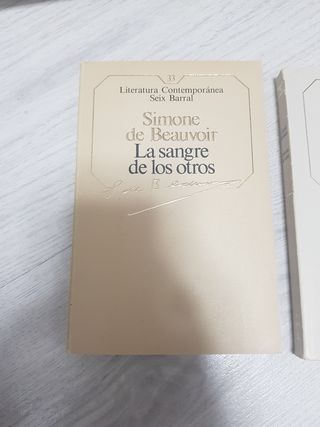 33
Literatura Contemporánea
Seix Barral
Simone
de Beauvoir
La sangre
de los otros